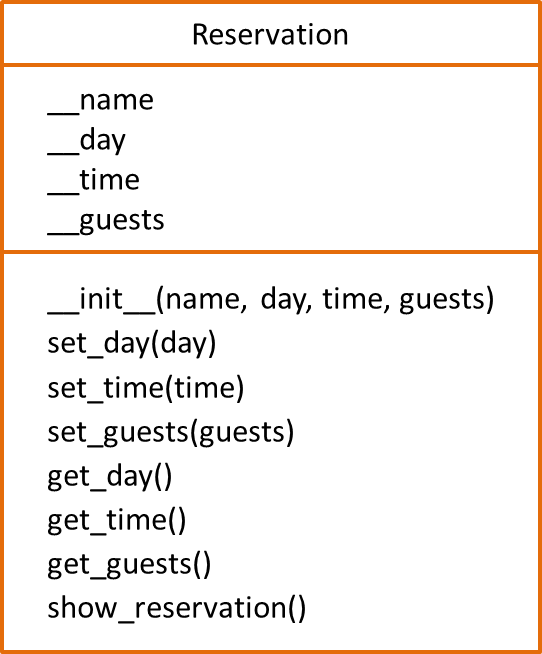 Reservation
__name
__day
__time
__guests
__init__(name, day, time, guests)
set_day(day)
set_time(time)
set_guests(guests)
get_day()
get_time()
get_guests()
show_reservation()